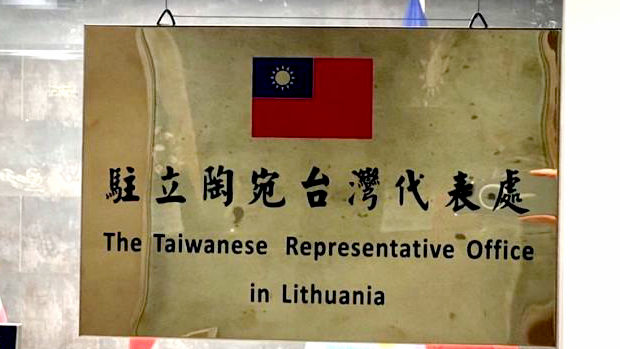 駐立陶宛台灣代表處
The Taiwanese Representative Office
in Lithuania